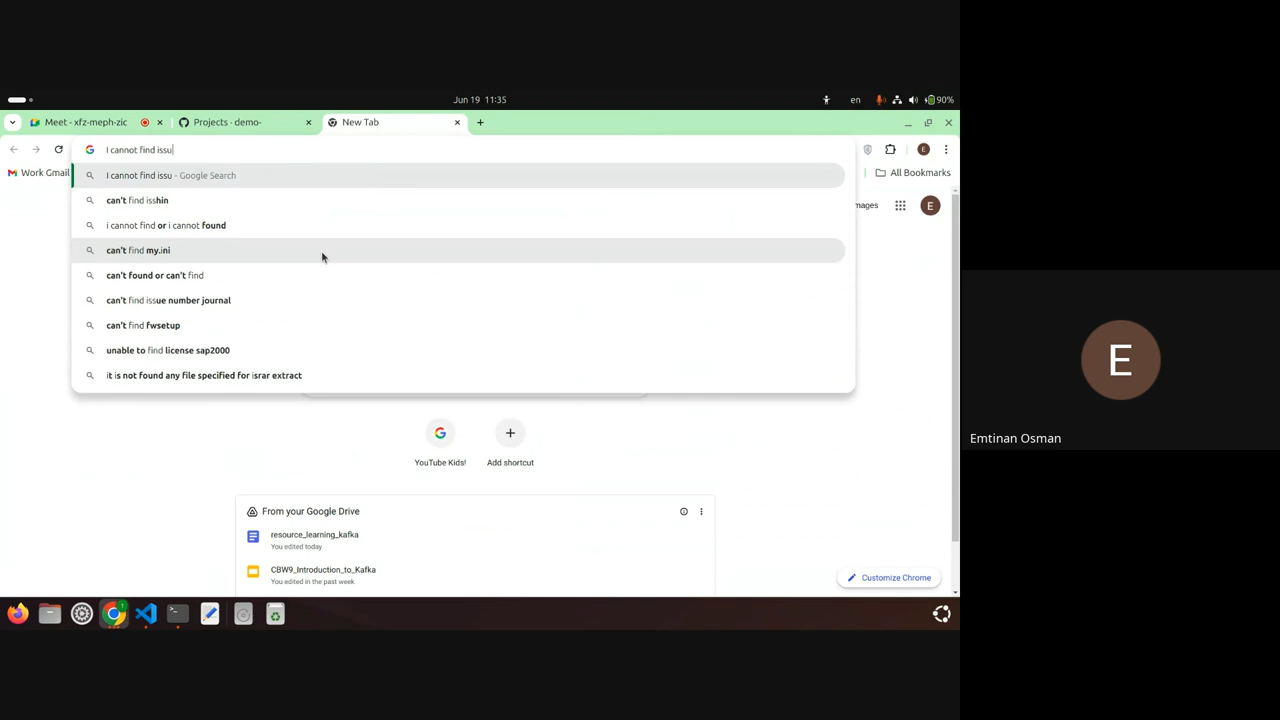 Jun 19 11:35
en
90%
Meet - xfz-meph-zic
Projects · demo-
New Tab
I cannot find issu
Work Gmail
All Bookmarks
I cannot find issu - Google Search
can't find isshin
mages
E
i cannot find or i cannot found
can't find my.ini
can't found or can't find
can't find issue number journal
can't find fwsetup
unable to find license sap2000
it is not found any file specified for israr extract
YouTube Kids!
Add shortcut
From your Google Drive
resource_learning_kafka
You edited today
CBW9_Introduction_to_Kafka
You edited in the past week
Customize Chrome
E
Emtinan Osman